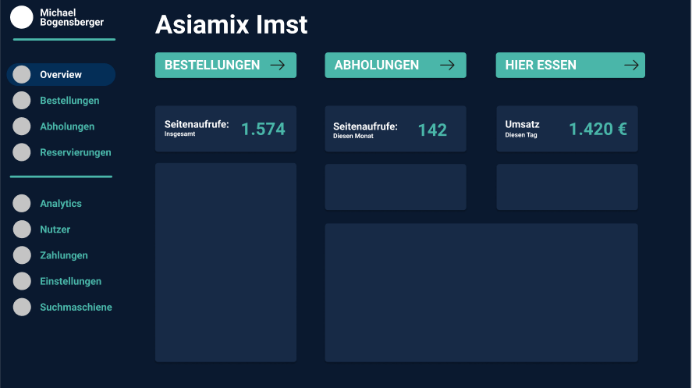 Michael
Bogensberger
Overview
Bestellungen
Abholungen
Reservierungen
Analytics
Nutzer
Zahlungen
Einstellungen
Suchmaschiene
Asiamix Imst
BESTELLUNGEN
ABHOLUNGEN
HIER ESSEN
Seitenaufrufe:
Insgesamt
1.574
Seitenaufrufe:
Diesen Monst
142
Umsatz
Diesen Tag
1.420 €